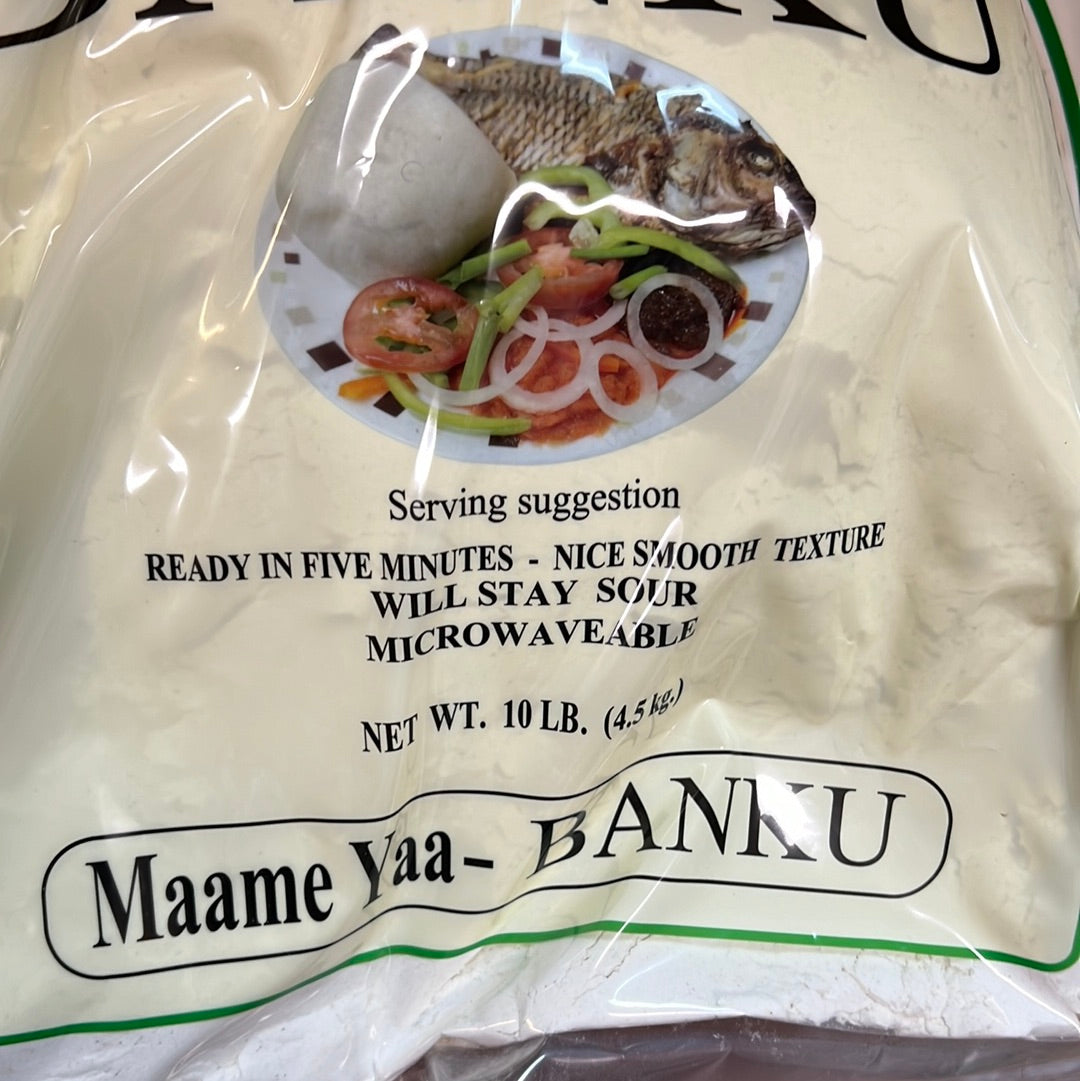 Serving suggestion
READY IN FIVE MINUTES - NICE SMOOTH TEXTURE
WILL STAY SOUR
MICROWAVEABLE
NET WT. 10 LB. (4.5 kg.)
Maame Yaa- BANKU